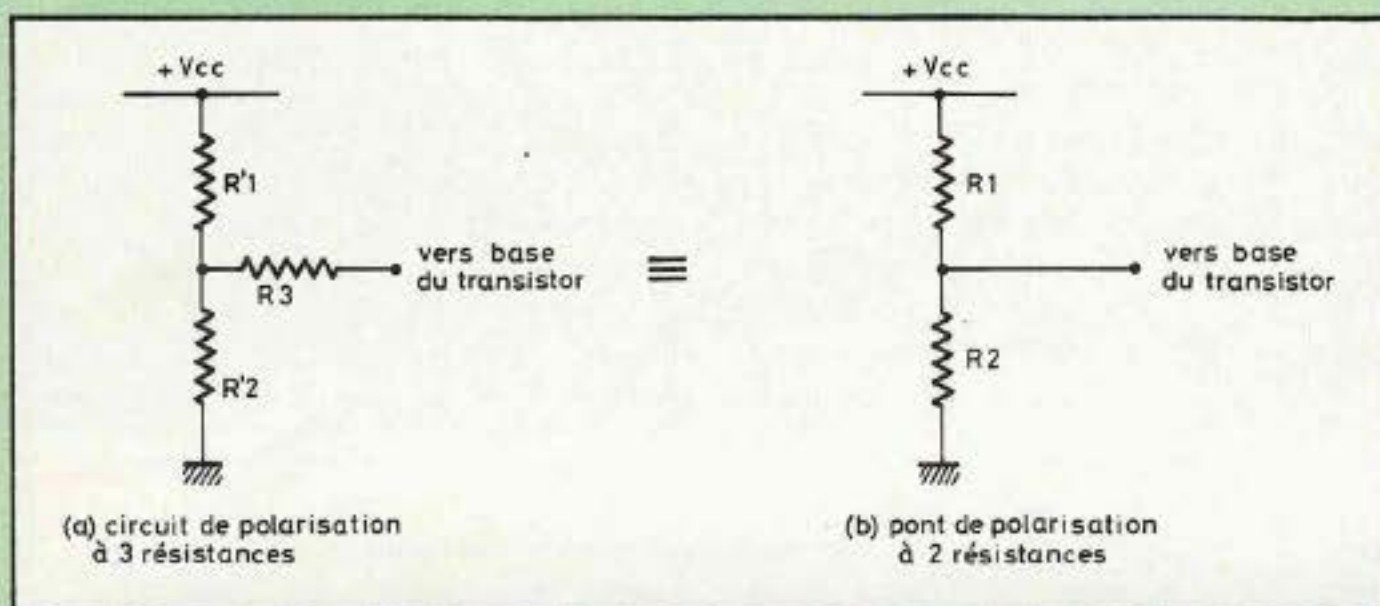 + Vcc
R'1
R3
R'2
vers base
du transistor
(a) circuit de polarisation
à 3 résistances
≡
+ Vcc
R1
R2
vers base
du transistor
(b) pont de polarisation
à 2 résistances